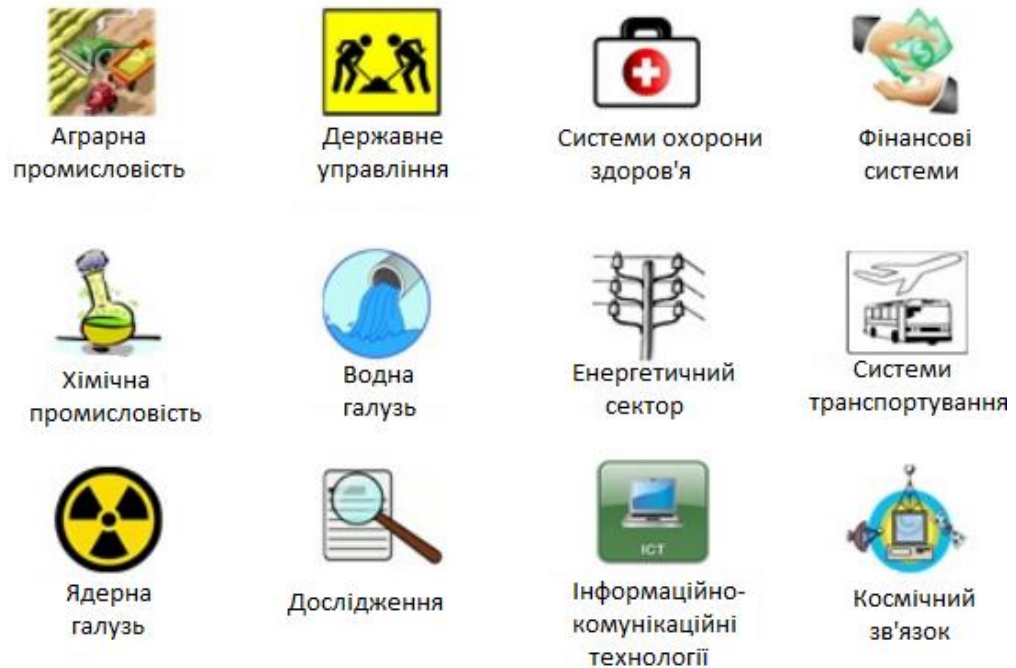 Аграрна
промисловість
Державне
управління
Системи охорони
здоров'я
Фінансові
системи
Хімічна
промисловість
Водна
галузь
Енергетичний
сектор
Системи
транспортування
Ядерна
галузь
Дослідження
ICT
Інформаційно-
комунікаційні
технології
Космічний
зв'язок